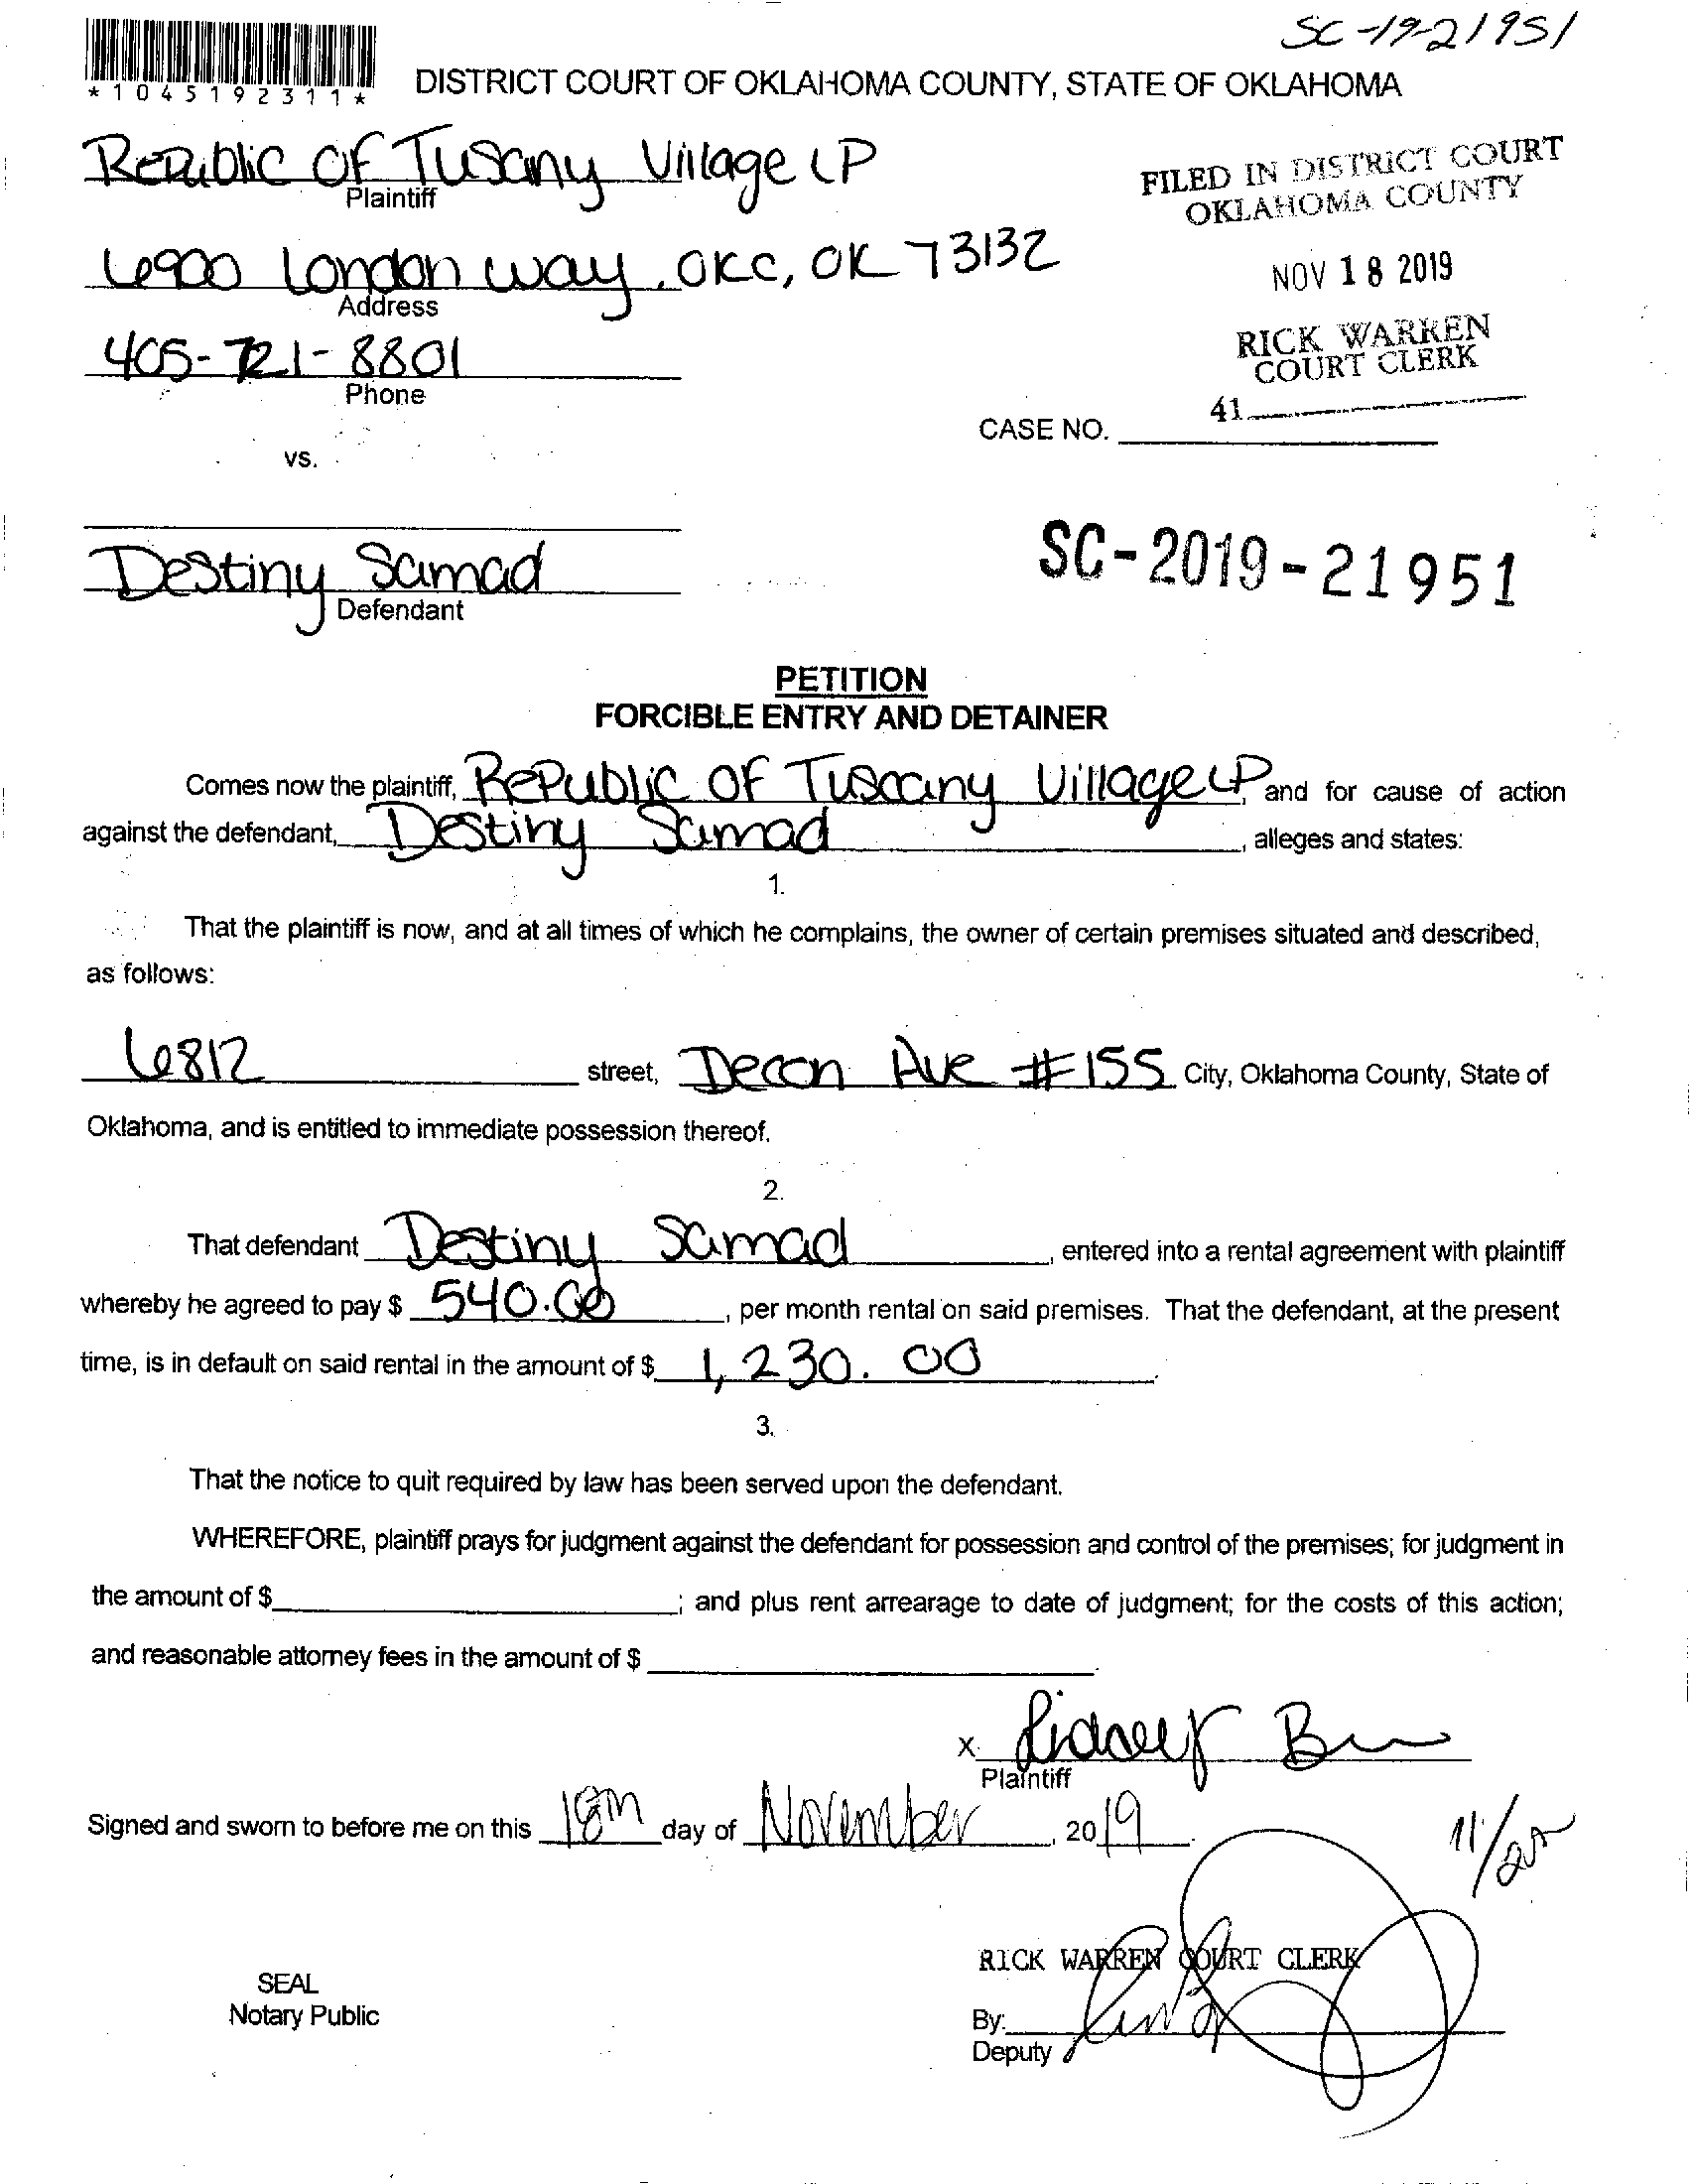 SC-19-21951
*1045192311*
DISTRICT COURT OF OKLAHOMA COUNTY, STATE OF OKLAHOMA
Republic OF Tuscany Village LP
Plaintiff
FILED IN DISTRICT COURT
OKLAHOMA COUNTY
6900 London Way, OKC, OK 73132
Address
NOV 18 2019
405-721-8801
Phone
RICK WARREN
COURT CLERK
41
CASE NO.
vs.
Destiny Samad
Defendant
SC-2019-21951
PETITION
FORCIBLE ENTRY AND DETAINER
Comes now the plaintiff, Republic OF Tuscany Village LP, and for cause of action
against the defendant, Destiny Samad, alleges and states:
1.
That the plaintiff is now, and at all times of which he complains, the owner of certain premises situated and described,
as follows:
6812 street, Decon Ave #155 City, Oklahoma County, State of
Oklahoma, and is entitled to immediate possession thereof.
2.
That defendant Destiny Samad, entered into a rental agreement with plaintiff
whereby he agreed to pay $ 540.00, per month rental on said premises. That the defendant, at the present
time, is in default on said rental in the amount of $ 1,230.00.
3.
That the notice to quit required by law has been served upon the defendant.
WHEREFORE, plaintiff prays for judgment against the defendant for possession and control of the premises; for judgment in
the amount of $ ; and plus rent arrearage to date of judgment; for the costs of this action;
and reasonable attorney fees in the amount of $ .
X
Plaintiff
Signed and sworn to before me on this 18th day of November, 2019.
11/25
RICK WARREN COURT CLERK
SEAL
Notary Public
By:
Deputy